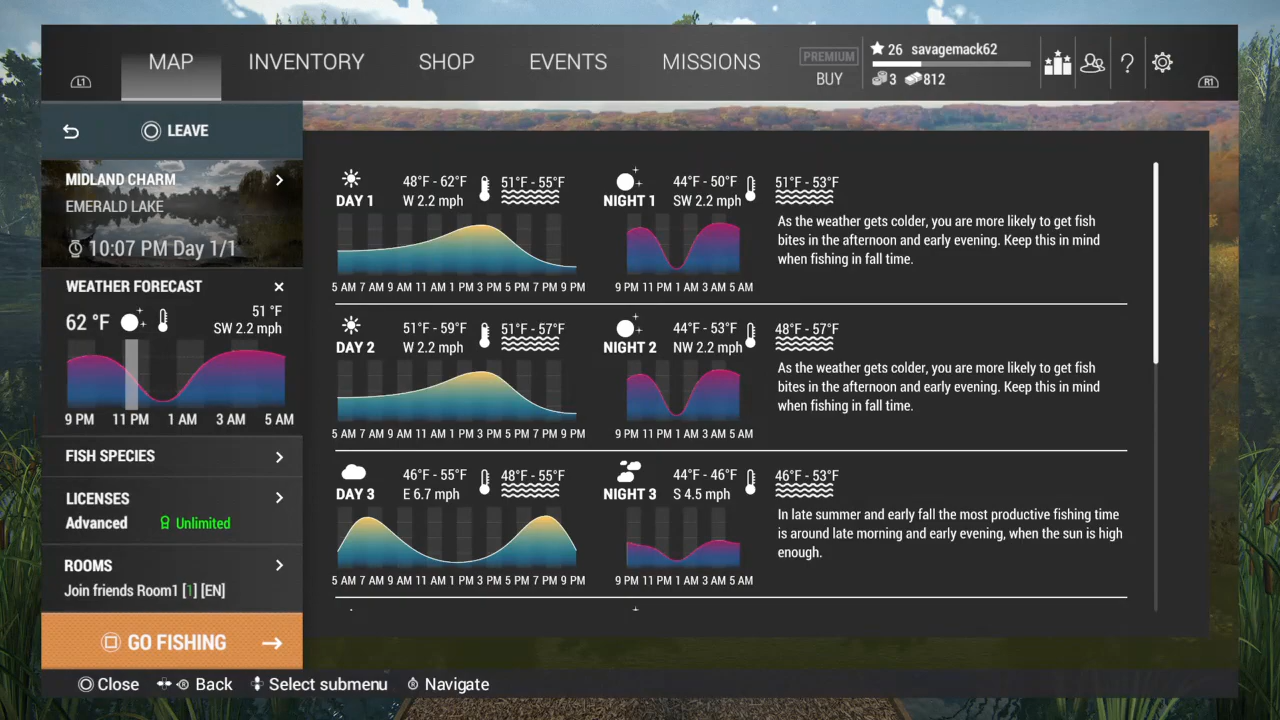 L1
MAP
INVENTORY
SHOP
EVENTS
MISSIONS
PREMIUM
BUY
26 savagemack62
3 812
?
R1
LEAVE
MIDLAND CHARM
EMERALD LAKE
10:07 PM Day 1/1
WEATHER FORECAST
62 °F
51 °F
SW 2.2 mph
9 PM 11 PM 1 AM 3 AM 5 AM
FISH SPECIES
LICENSES
Advanced Unlimited
ROOMS
Join friends Room1 [1] [EN]
GO FISHING
DAY 1
48°F - 62°F
W 2.2 mph
51°F - 55°F
5 AM 7 AM 9 AM 11 AM 1 PM 3 PM 5 PM 7 PM 9 PM
NIGHT 1
44°F - 50°F
SW 2.2 mph
51°F - 53°F
9 PM 11 PM 1 AM 3 AM 5 AM
As the weather gets colder, you are more likely to get fish
bites in the afternoon and early evening. Keep this in mind
when fishing in fall time.
DAY 2
51°F - 59°F
W 2.2 mph
51°F - 57°F
5 AM 7 AM 9 AM 11 AM 1 PM 3 PM 5 PM 7 PM 9 PM
NIGHT 2
44°F - 53°F
NW 2.2 mph
48°F - 57°F
9 PM 11 PM 1 AM 3 AM 5 AM
As the weather gets colder, you are more likely to get fish
bites in the afternoon and early evening. Keep this in mind
when fishing in fall time.
DAY 3
46°F - 55°F
E 6.7 mph
48°F - 55°F
5 AM 7 AM 9 AM 11 AM 1 PM 3 PM 5 PM 7 PM 9 PM
NIGHT 3
44°F - 46°F
S 4.5 mph
46°F - 53°F
9 PM 11 PM 1 AM 3 AM 5 AM
In late summer and early fall the most productive fishing time
is around late morning and early evening, when the sun is high
enough.
Close Back Select submenu Navigate